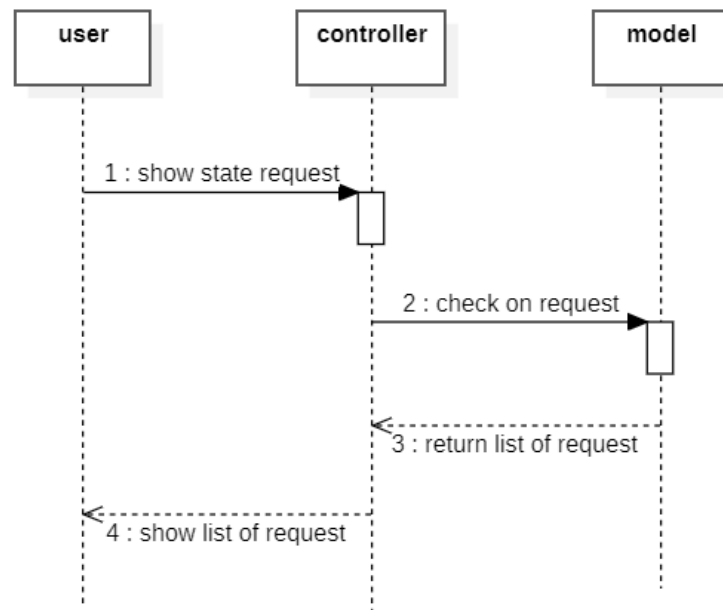 user
controller
model
1 : show state request
2 : check on request
3 : return list of request
4 : show list of request